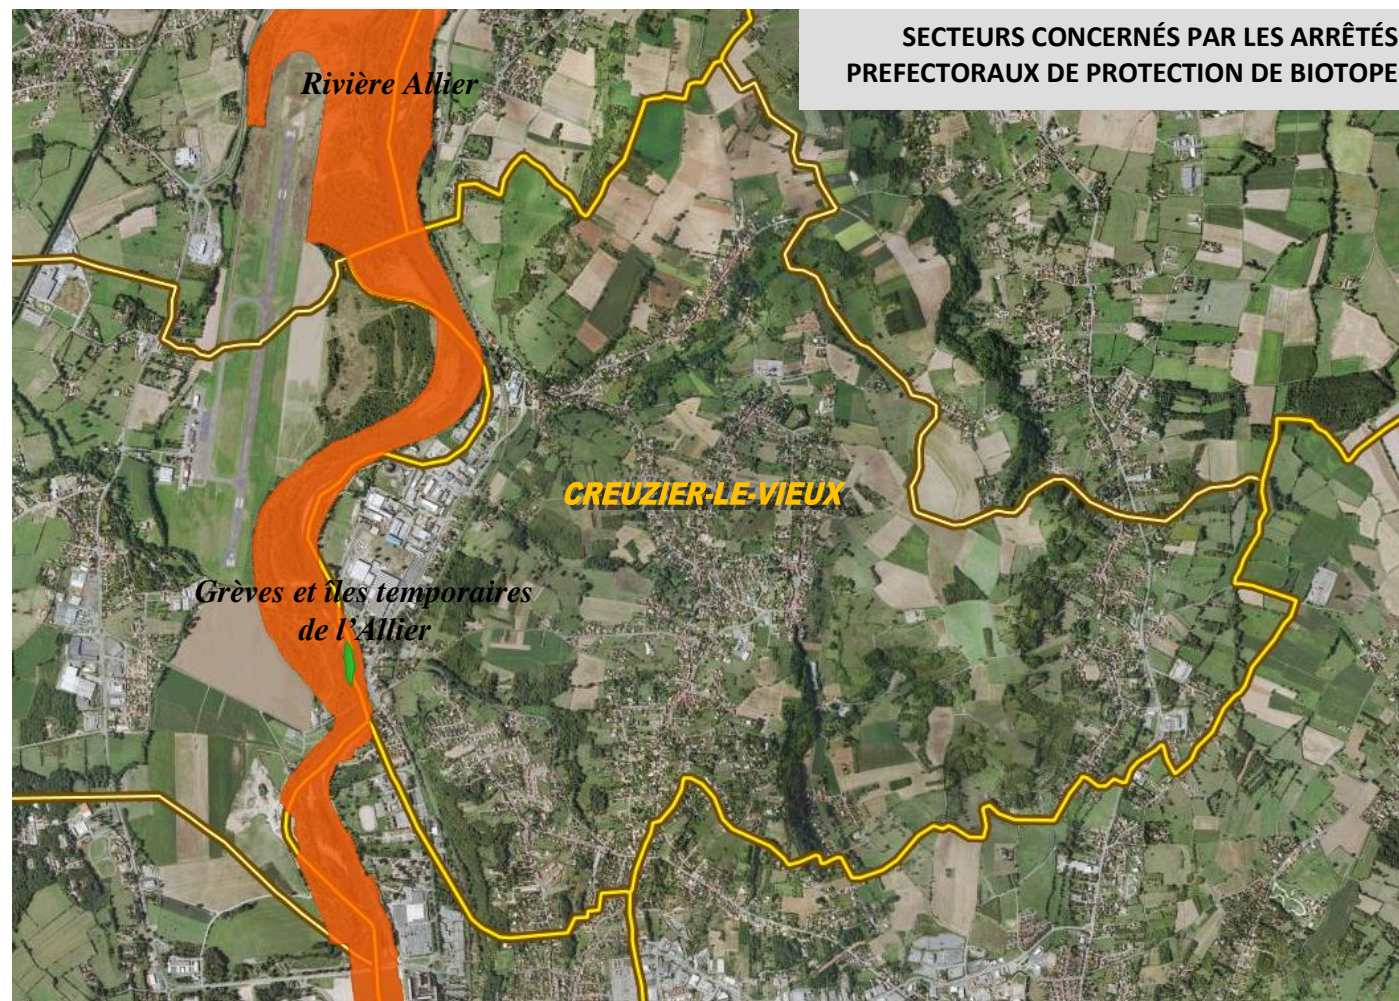 SECTEURS CONCERNÉS PAR LES ARRÊTÉS
PREFECTORAUX DE PROTECTION DE BIOTOPE
Rivière Allier
CREUZIER-LE-VIEUX
Grèves et îles temporaires
de l’Allier